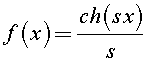 f(x) = ch(sx)/s